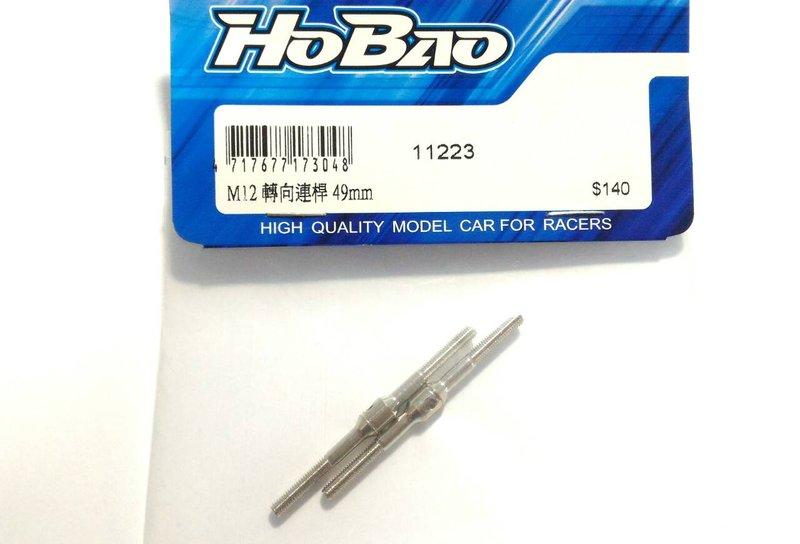 HOBAO
11223
4 717677 173048
M12 轉向連桿 49mm
$140
HIGH QUALITY MODEL CAR FOR RACERS